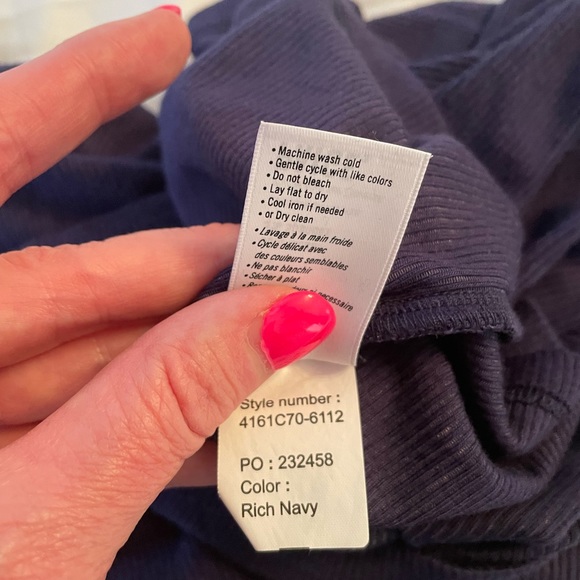 • Machine wash cold
• Gentle cycle with like colors
• Do not bleach
• Lay flat to dry
• Cool iron if needed
• or Dry clean
• Lavage à la main froide
• Cycle délicat avec
des couleurs semblables
• Ne pas blanchir
• Sécher à plat
si nécessaire
Style number :
4161C70-6112
PO : 232458
Color :
Rich Navy